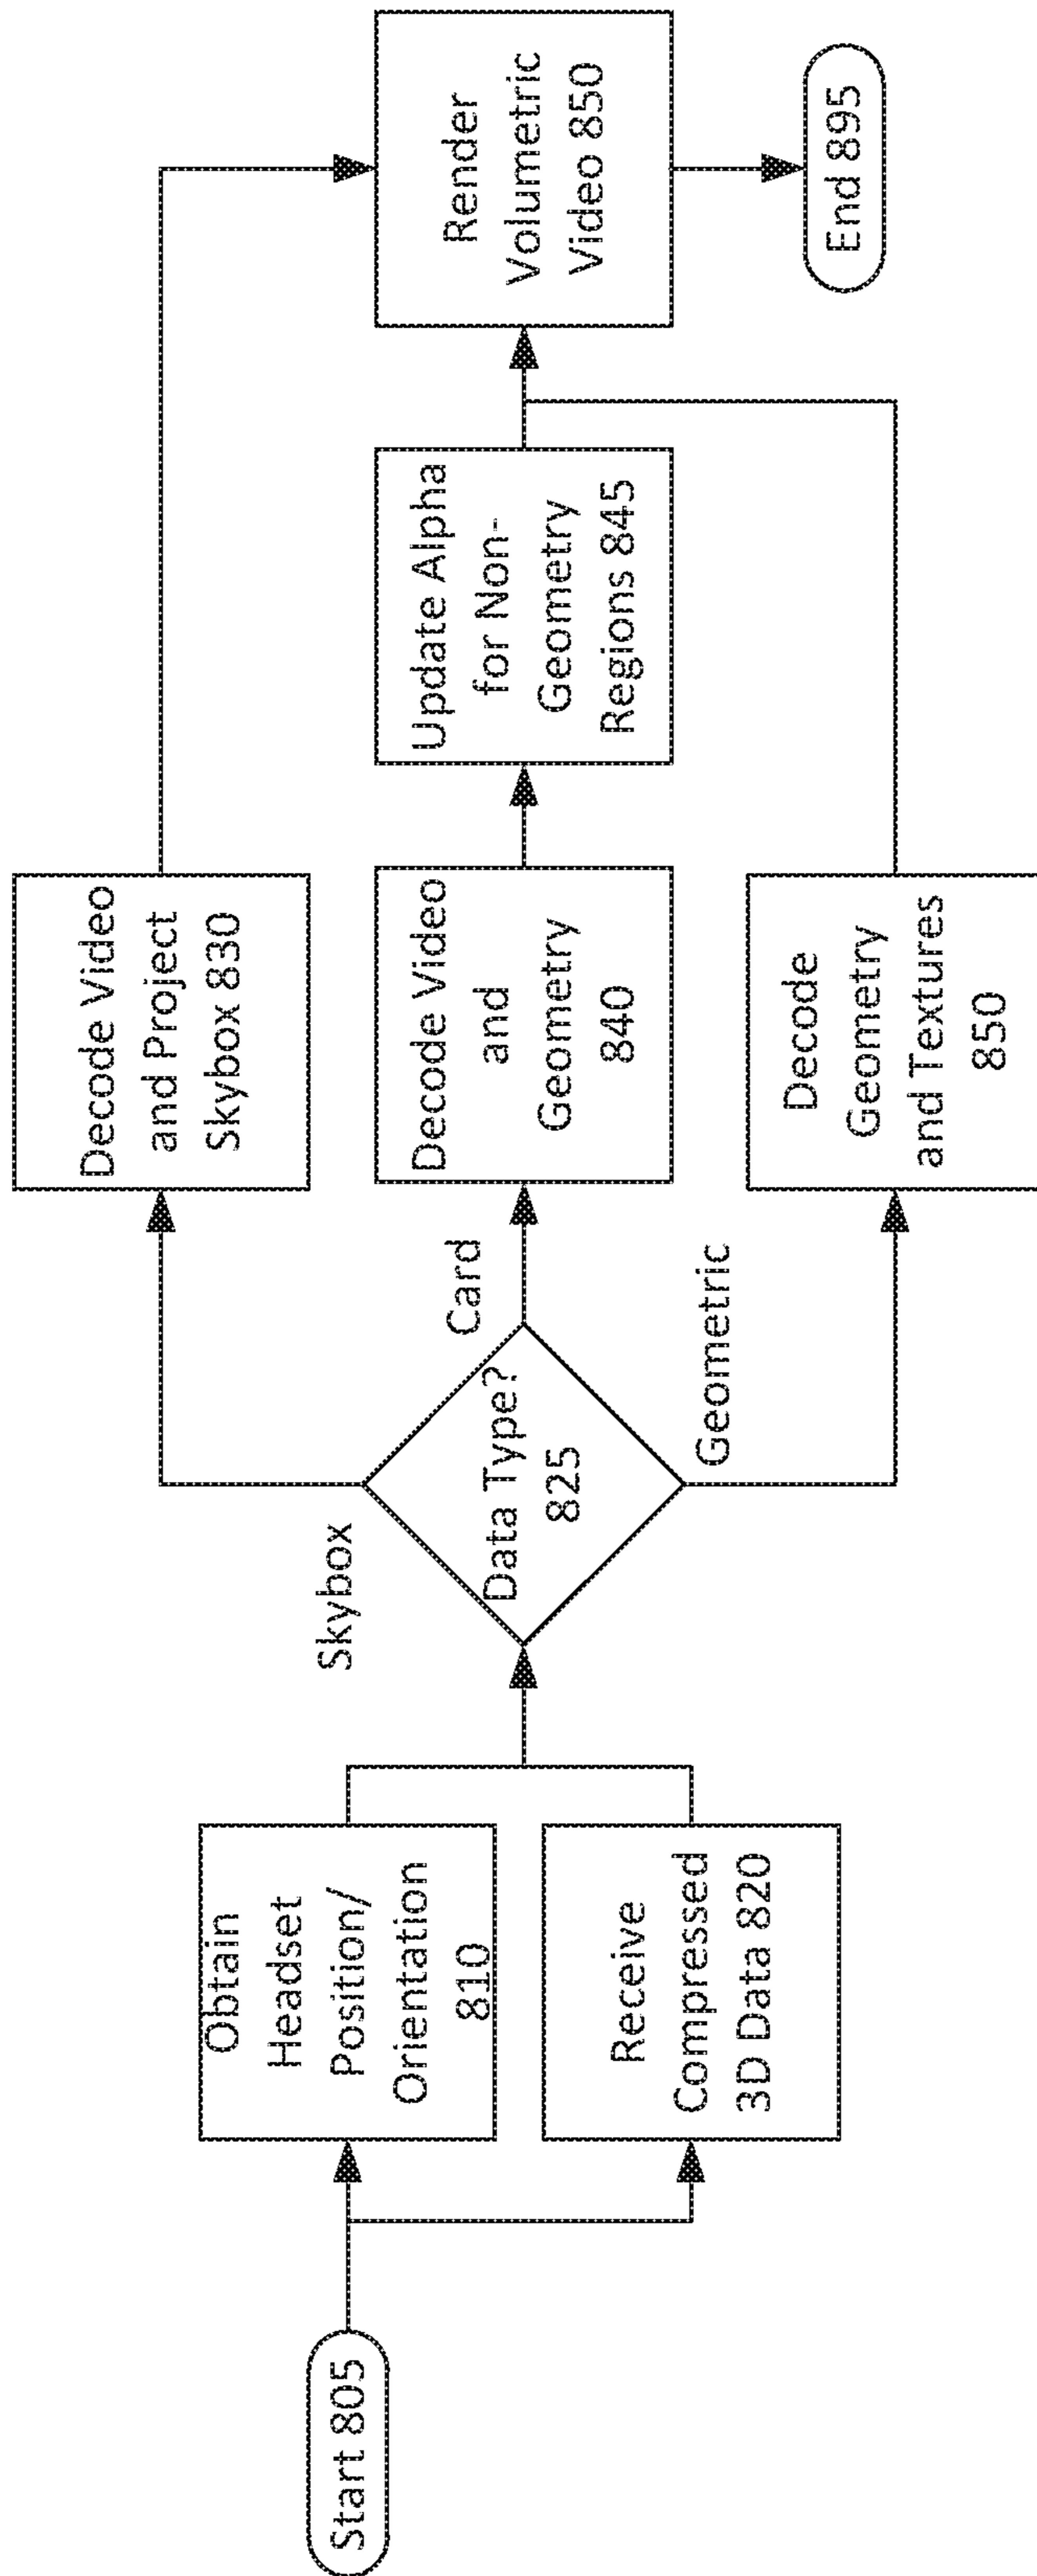 Start 805
Obtain
Headset
Position/
Orientation
810
Receive
Compressed
3D Data 820
Data Type?
825
Skybox
Card
Geometric
Decode Video
and Project
Skybox 830
Decode Video
and
Geometry
840
Decode
Geometry
and Textures
850
Update Alpha
for Non-
Geometry
Regions 845
Render
Volumetric
Video 850
End 895